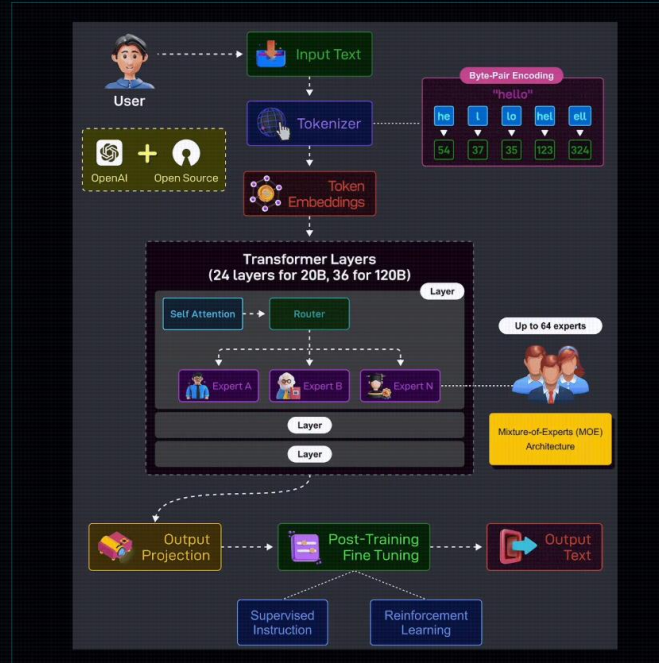 Input Text
User
Byte-Pair Encoding
"hello"
he l lo hel ell
54 37 35 123 324
Tokenizer
OpenAI + Open Source
Token
Embeddings
Transformer Layers
(24 layers for 20B, 36 for 120B)
Layer
Self Attention
Router
Expert A
Expert B
Expert N
Layer
Layer
Up to 64 experts
Mixture-of-Experts (MOE)
Architecture
Output
Projection
Post-Training
Fine Tuning
Output
Text
Supervised
Instruction
Reinforcement
Learning